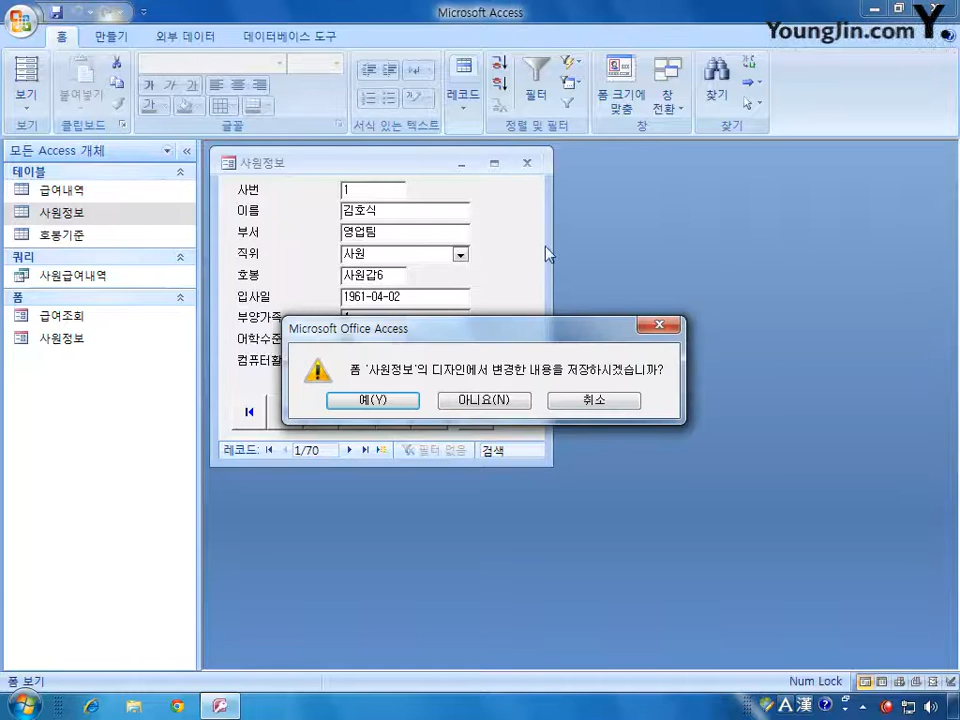 Microsoft Access
YoungJin.com Y.
홈 만들기 외부 데이터 데이터베이스 도구
보기
붙여넣기
가 가 가
가
레코드
필터
폼 크기에 맞춤
창 전환
찾기
보기 클립보드 글꼴 서식 있는 텍스트 정렬 및 필터 창 찾기
모든 Access 개체
테이블
급여내역
사원정보
호봉기준
쿼리
사원급여내역
폼
급여조회
사원정보
사원정보
사번 1
이름 김호식
부서 영업팀
직위 사원
호봉 사원갑6
입사일 1961-04-02
부양가족
어학수준
컴퓨터활
Microsoft Office Access
폼 '사원정보'의 디자인에서 변경한 내용을 저장하시겠습니까?
예(Y) 아니요(N) 취소
레코드: 1/70 필터 없음 검색
폼 보기 Num Lock
A 漢